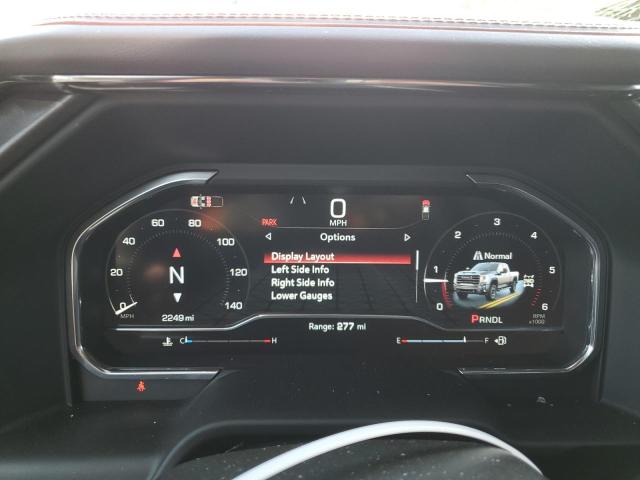 0
MPH
PARK
Options
Display Layout
Left Side Info
Right Side Info
Lower Gauges
Range: 277 mi
0 20 40 60 80 100 120 140
MPH
N
2249 mi
C H
0 1 2 3 4 5 6
Normal
PRNDL
RPM
x1000
E F